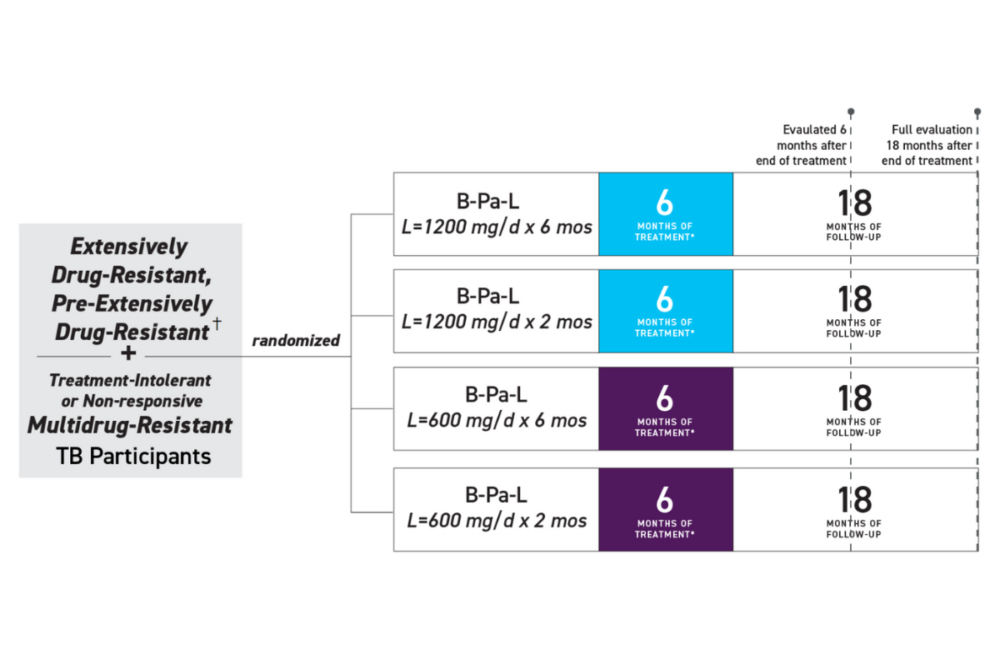 Evaulated 6
months after
end of treatment
Full evaluation
18 months after
end of treatment
Extensively
Drug-Resistant,
Pre-Extensively
Drug-Resistant†
+
Treatment-Intolerant
or Non-responsive
Multidrug-Resistant
TB Participants
randomized
B-Pa-L
L=1200 mg/d x 6 mos
6
MONTHS OF
TREATMENT*
18
MONTHS OF
FOLLOW-UP
B-Pa-L
L=1200 mg/d x 2 mos
6
MONTHS OF
TREATMENT*
18
MONTHS OF
FOLLOW-UP
B-Pa-L
L=600 mg/d x 6 mos
6
MONTHS OF
TREATMENT*
18
MONTHS OF
FOLLOW-UP
B-Pa-L
L=600 mg/d x 2 mos
6
MONTHS OF
TREATMENT*
18
MONTHS OF
FOLLOW-UP